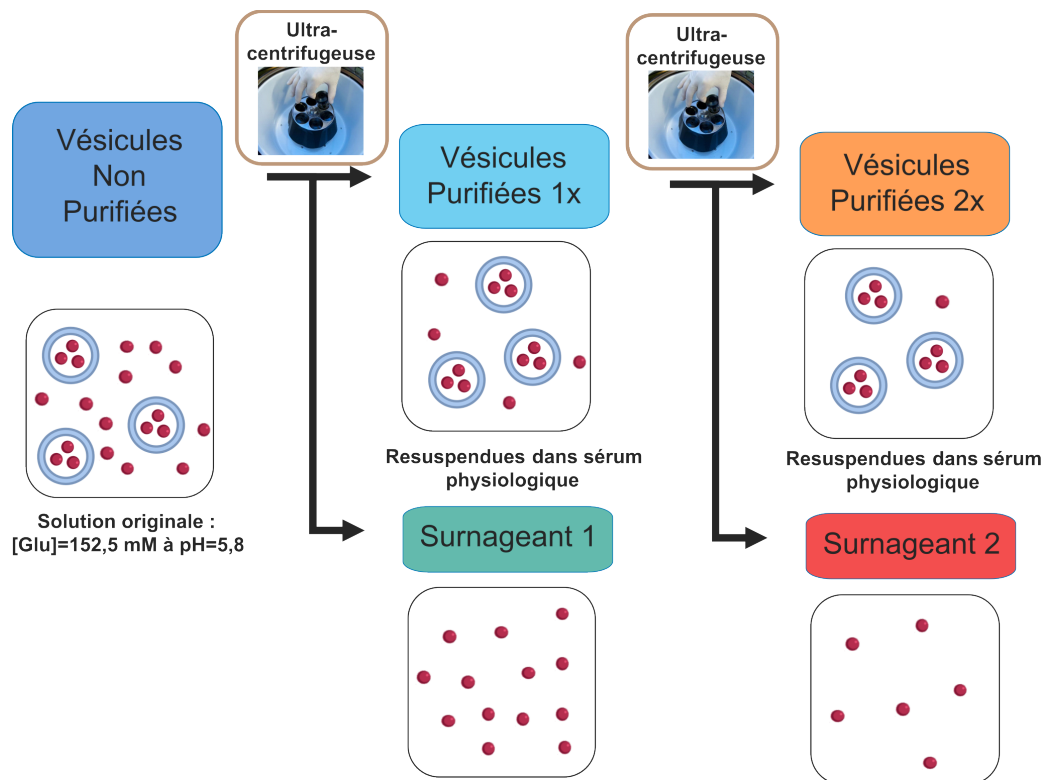 Ultra-
centrifugeuse
Ultra-
centrifugeuse
Vésicules
Non
Purifiées
Vésicules
Purifiées 1x
Vésicules
Purifiées 2x
Resuspendues dans sérum
physiologique
Resuspendues dans sérum
physiologique
Solution originale :
[Glu]=152,5 mM à pH=5,8
Surnageant 1
Surnageant 2